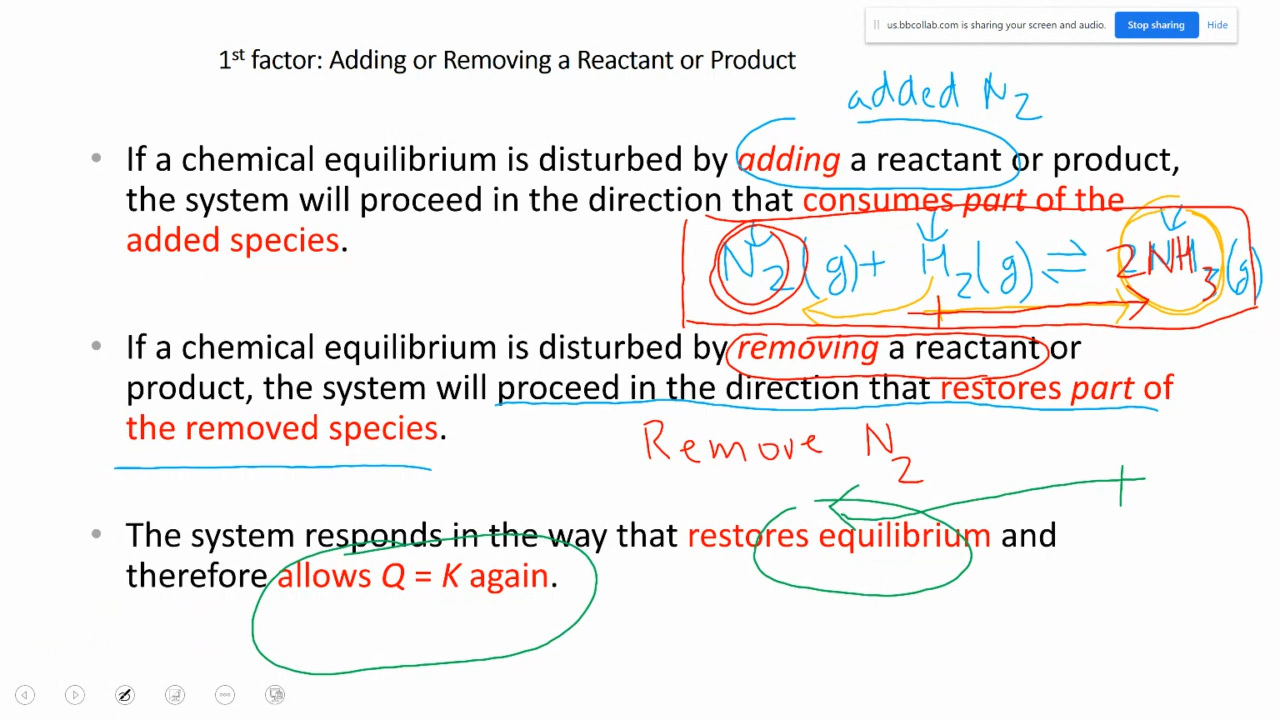 us.bbcollab.com is sharing your screen and audio. Stop sharing Hide
1st factor: Adding or Removing a Reactant or Product
added N2
• If a chemical equilibrium is disturbed by adding a reactant or product,
the system will proceed in the direction that consumes part of the
added species.
N2(g) + H2(g) ⇌ 2NH3(g)
• If a chemical equilibrium is disturbed by removing a reactant or
product, the system will proceed in the direction that restores part of
the removed species.
Remove N2
• The system responds in the way that restores equilibrium and
therefore allows Q = K again.